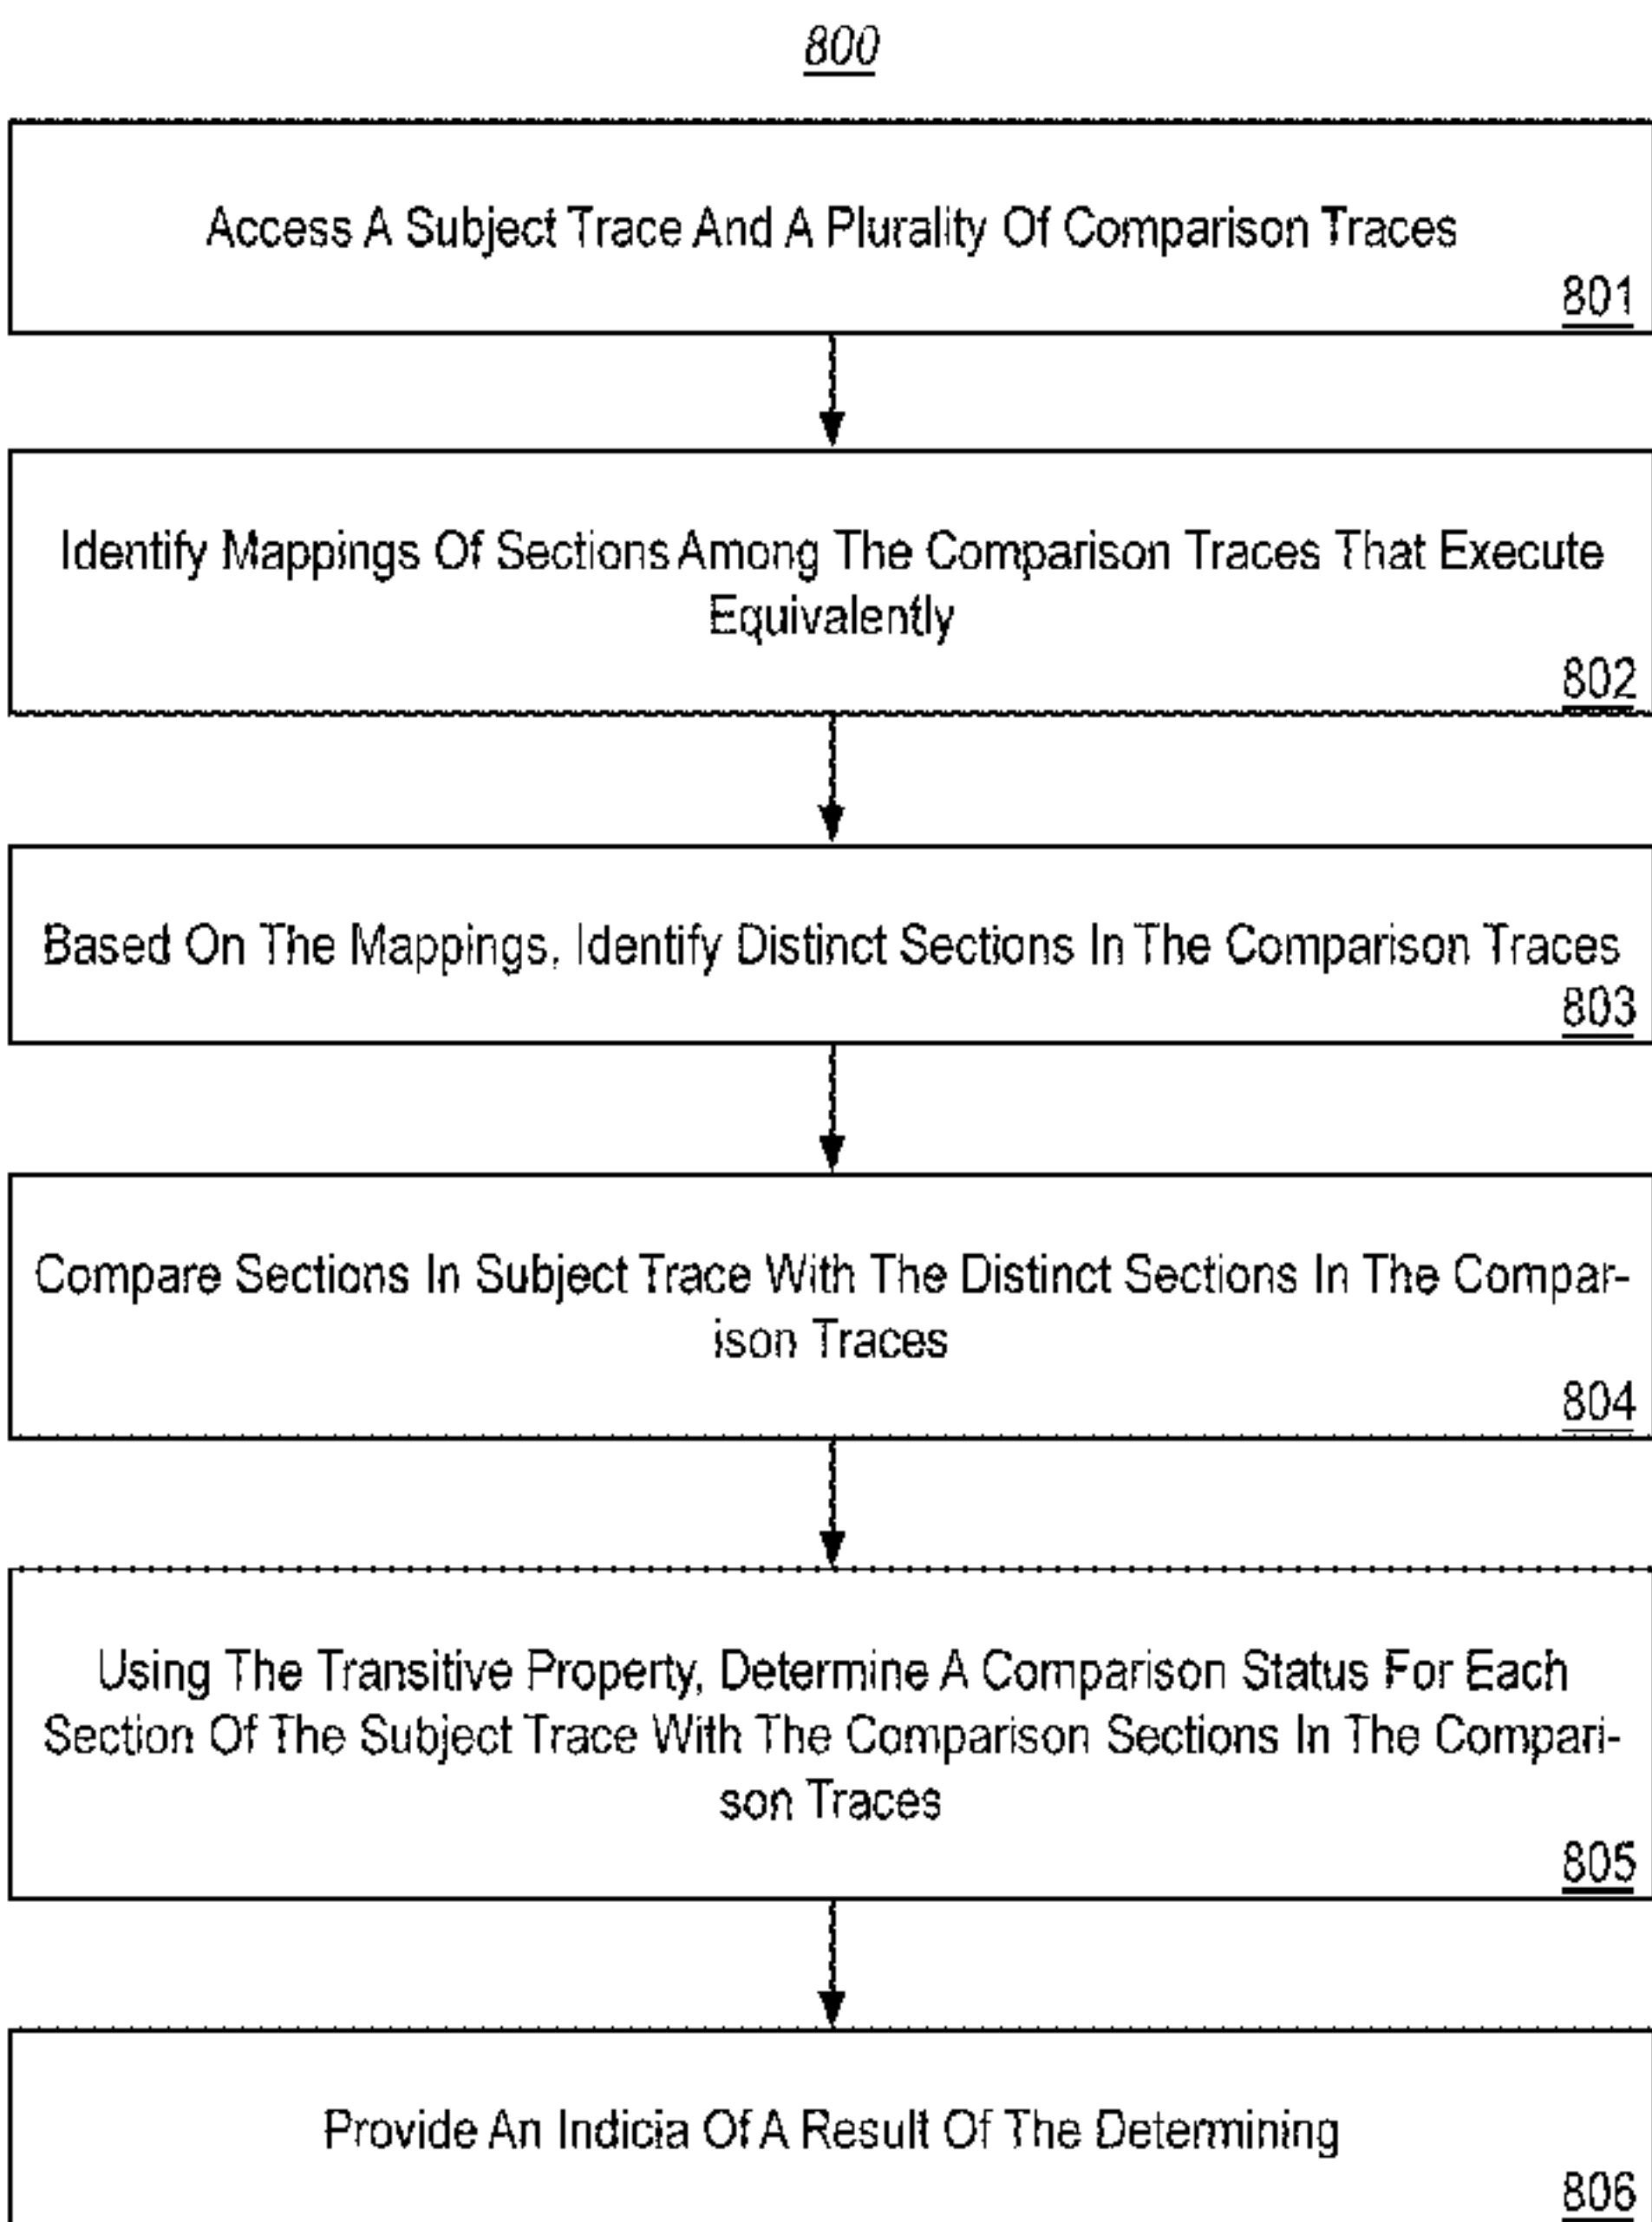 800
Access A Subject Trace And A Plurality Of Comparison Traces
801
Identify Mappings Of Sections Among The Comparison Traces That Execute
Equivalently
802
Based On The Mappings, Identify Distinct Sections In The Comparison Traces
803
Compare Sections In Subject Trace With The Distinct Sections In The Compar-
ison Traces
804
Using The Transitive Property, Determine A Comparison Status For Each
Section Of The Subject Trace With The Comparison Sections In The Compari-
son Traces
805
Provide An Indicia Of A Result Of The Determining
806